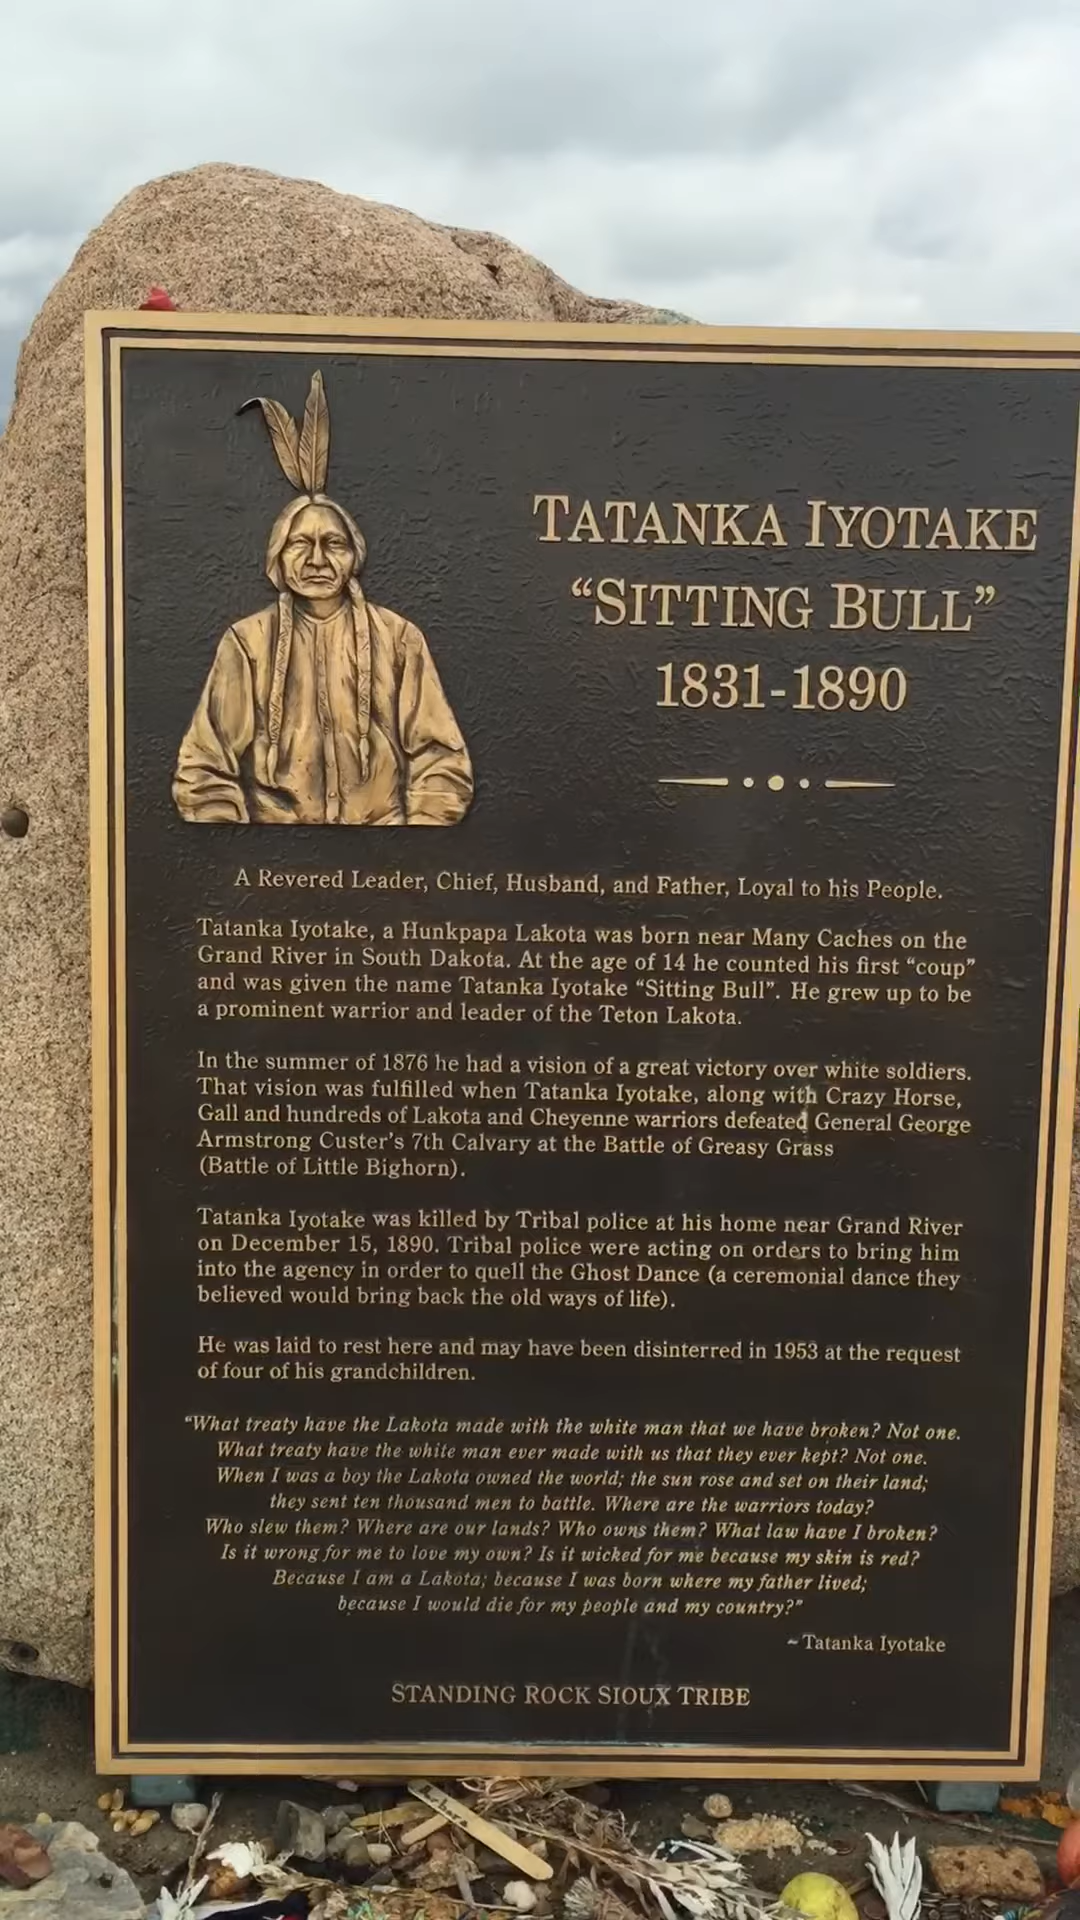 TATANKA IYOTAKE
“SITTING BULL”
1831-1890
A Revered Leader, Chief, Husband, and Father, Loyal to his People.
Tatanka Iyotake, a Hunkpapa Lakota was born near Many Caches on the
Grand River in South Dakota. At the age of 14 he counted his first “coup”
and was given the name Tatanka Iyotake “Sitting Bull”. He grew up to be
a prominent warrior and leader of the Teton Lakota.
In the summer of 1876 he had a vision of a great victory over white soldiers.
That vision was fulfilled when Tatanka Iyotake, along with Crazy Horse,
Gall and hundreds of Lakota and Cheyenne warriors defeated General George
Armstrong Custer’s 7th Calvary at the Battle of Greasy Grass
(Battle of Little Bighorn).
Tatanka Iyotake was killed by Tribal police at his home near Grand River
on December 15, 1890. Tribal police were acting on orders to bring him
into the agency in order to quell the Ghost Dance (a ceremonial dance they
believed would bring back the old ways of life).
He was laid to rest here and may have been disinterred in 1953 at the request
of four of his grandchildren.
“What treaty have the Lakota made with the white man that we have broken? Not one.
What treaty have the white man ever made with us that they ever kept? Not one.
When I was a boy the Lakota owned the world; the sun rose and set on their land;
they sent ten thousand men to battle. Where are the warriors today?
Who slew them? Where are our lands? Who owns them? What law have I broken?
Is it wrong for me to love my own? Is it wicked for me because my skin is red?
Because I am a Lakota; because I was born where my father lived;
because I would die for my people and my country?”
~ Tatanka Iyotake
STANDING ROCK SIOUX TRIBE